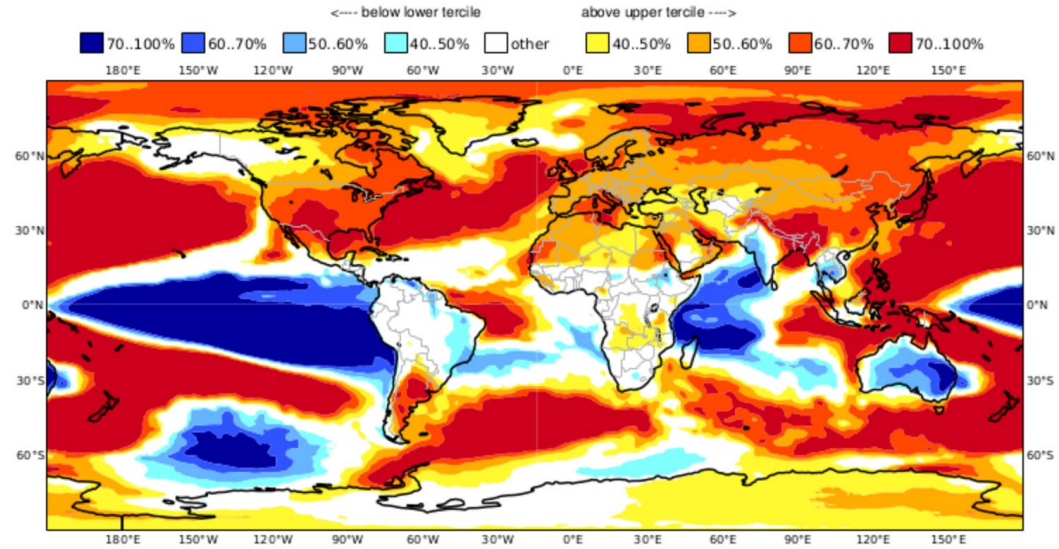 <---- below lower tercile above upper tercile ---->
70..100% 60..70% 50..60% 40..50% other 40..50% 50..60% 60..70% 70..100%
180°E 150°W 120°W 90°W 60°W 30°W 0°E 30°E 60°E 90°E 120°E 150°E
60°N 60°N
30°N 30°N
0°N 0°N
30°S 30°S
60°S 60°S
180°E 150°W 120°W 90°W 60°W 30°W 0°E 30°E 60°E 90°E 120°E 150°E